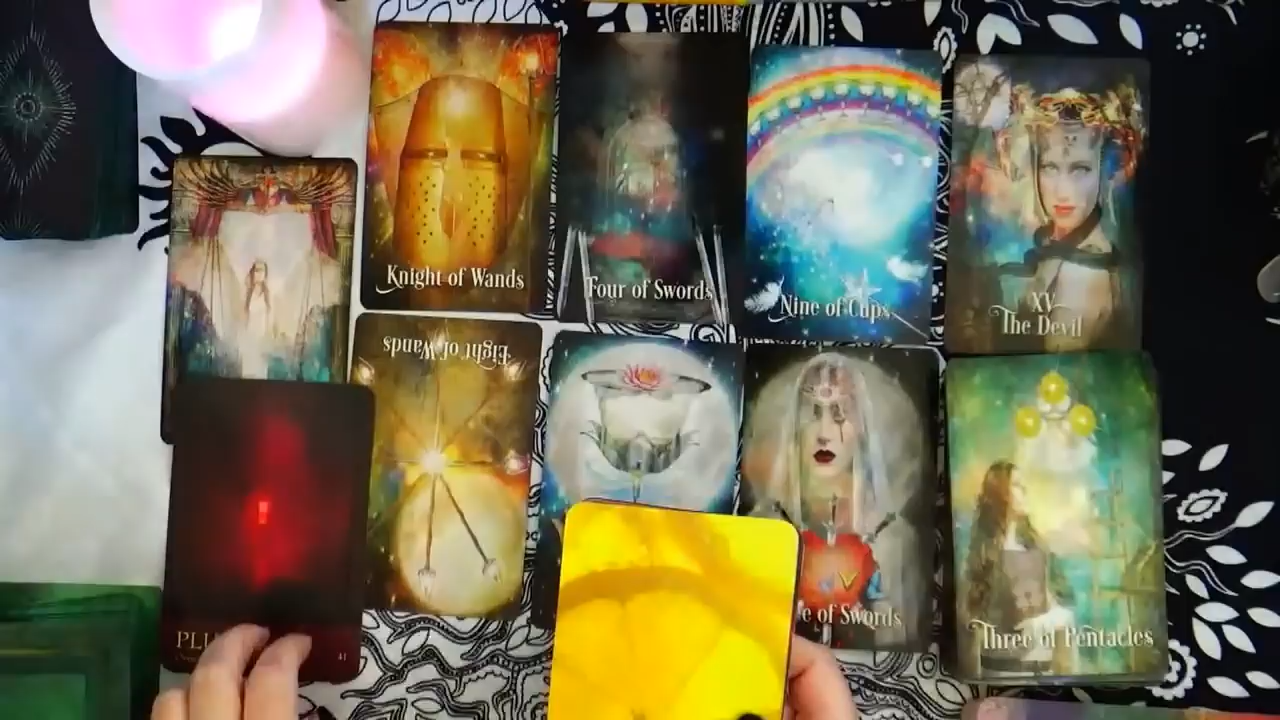 Knight of Wands
Four of Swords
Nine of Cups
XV
The Devil
Eight of Wands
e of Swords
Three of Pentacles
PLU
41